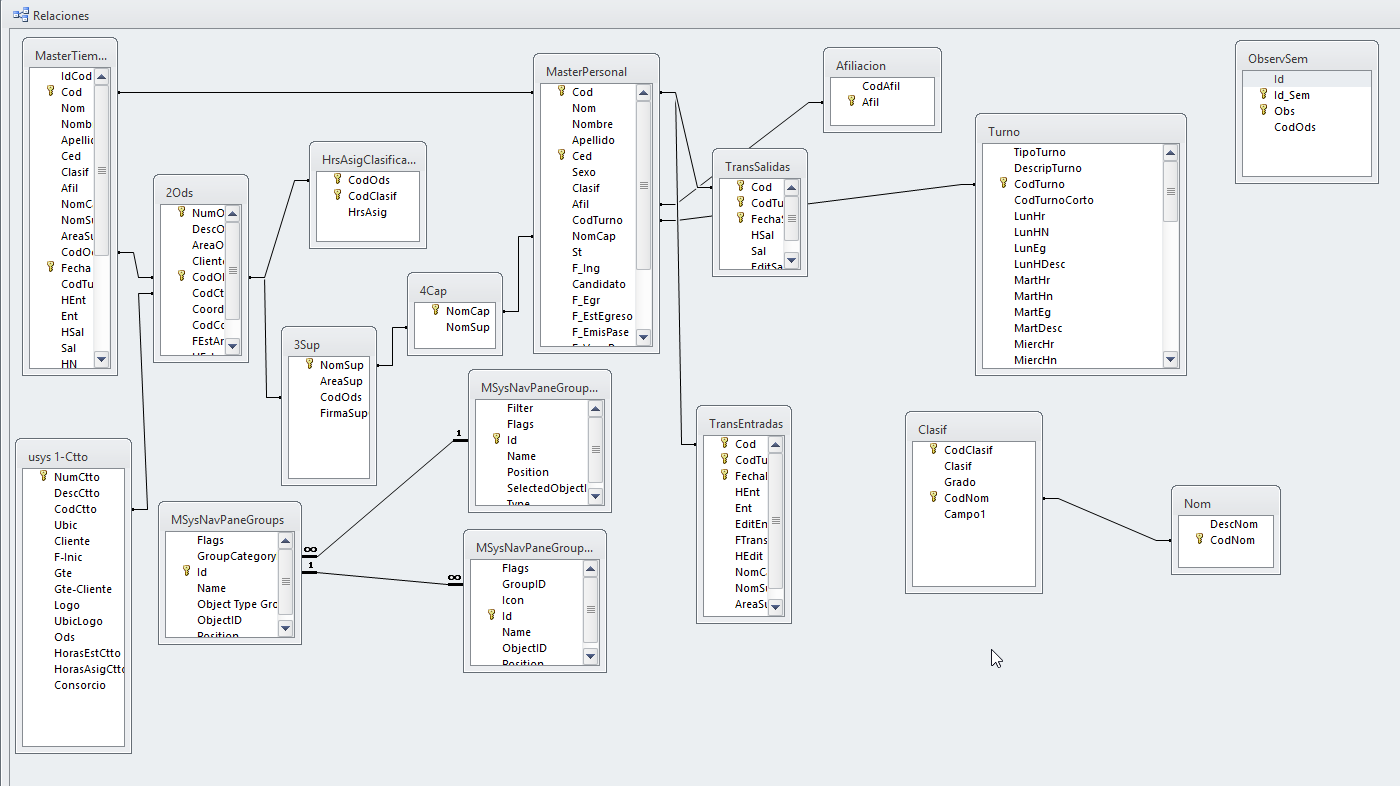 Relaciones
MasterTiem...
IdCod
Cod
Nom
Nomb
Apellid
Ced
Clasif
Afil
NomC
NomSu
AreaSu
CodO
Fecha
CodTu
HEnt
Ent
HSal
Sal
HN
2Ods
NumO
DescO
AreaO
Cliente
CodO
CodCt
Coord
CodCo
FEstAr
HrsAsigClasifica...
CodOds
CodClasif
HrsAsig
3Sup
NomSup
AreaSup
CodOds
FirmaSup
4Cap
NomCap
NomSup
MasterPersonal
Cod
Nom
Nombre
Apellido
Ced
Sexo
Clasif
Afil
CodTurno
NomCap
St
F_Ing
Candidato
F_Egr
F_EstEgreso
F_EmisPase
TransSalidas
Cod
CodTu
FechaS
HSal
Sal
EditSa
Afiliacion
CodAfil
Afil
Turno
TipoTurno
DescripTurno
CodTurno
CodTurnoCorto
LunHr
LunHN
LunEg
LunHDesc
MartHr
MartHn
MartEg
MartDesc
MiercHr
MiercHn
ObservSem
Id
Id_Sem
Obs
CodOds
usys 1-Ctto
NumCtto
DescCtto
CodCtto
Ubic
Cliente
F-Inic
Gte
Gte-Cliente
Logo
UbicLogo
Ods
HorasEstCtto
HorasAsigCtto
Consorcio
MSysNavPaneGroups
Flags
GroupCategory
Id
Name
Object Type Gro
ObjectID
Position
∞
1
1
∞
MSysNavPaneGroup...
Filter
Flags
Id
Name
Position
SelectedObjectI
Type
MSysNavPaneGroup...
Flags
GroupID
Icon
Id
Name
ObjectID
Position
TransEntradas
Cod
CodTu
FechaI
HEnt
Ent
EditEn
FTrans
HEdit
NomC
NomS
AreaSu
Clasif
CodClasif
Clasif
Grado
CodNom
Campo1
Nom
DescNom
CodNom